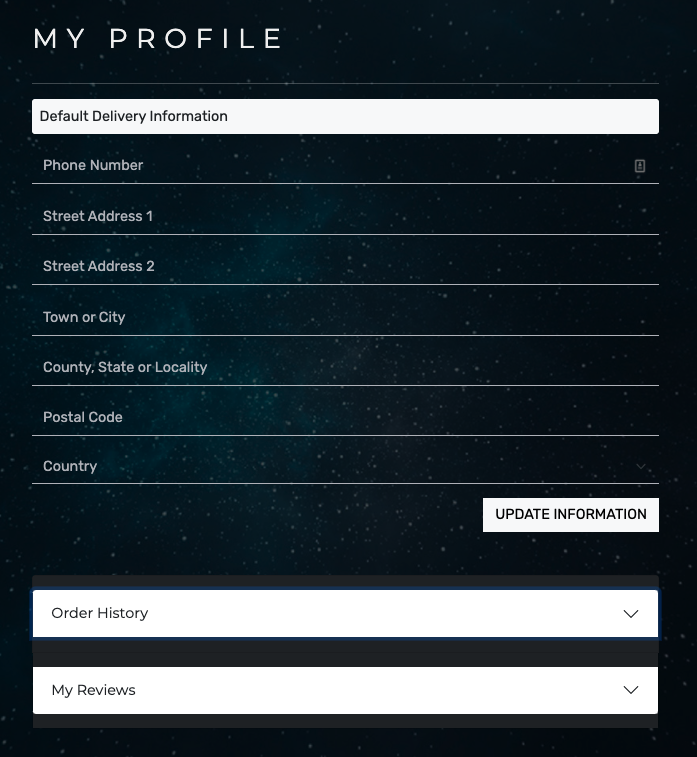 MY PROFILE
Default Delivery Information
Phone Number
Street Address 1
Street Address 2
Town or City
County, State or Locality
Postal Code
Country
UPDATE INFORMATION
Order History
My Reviews